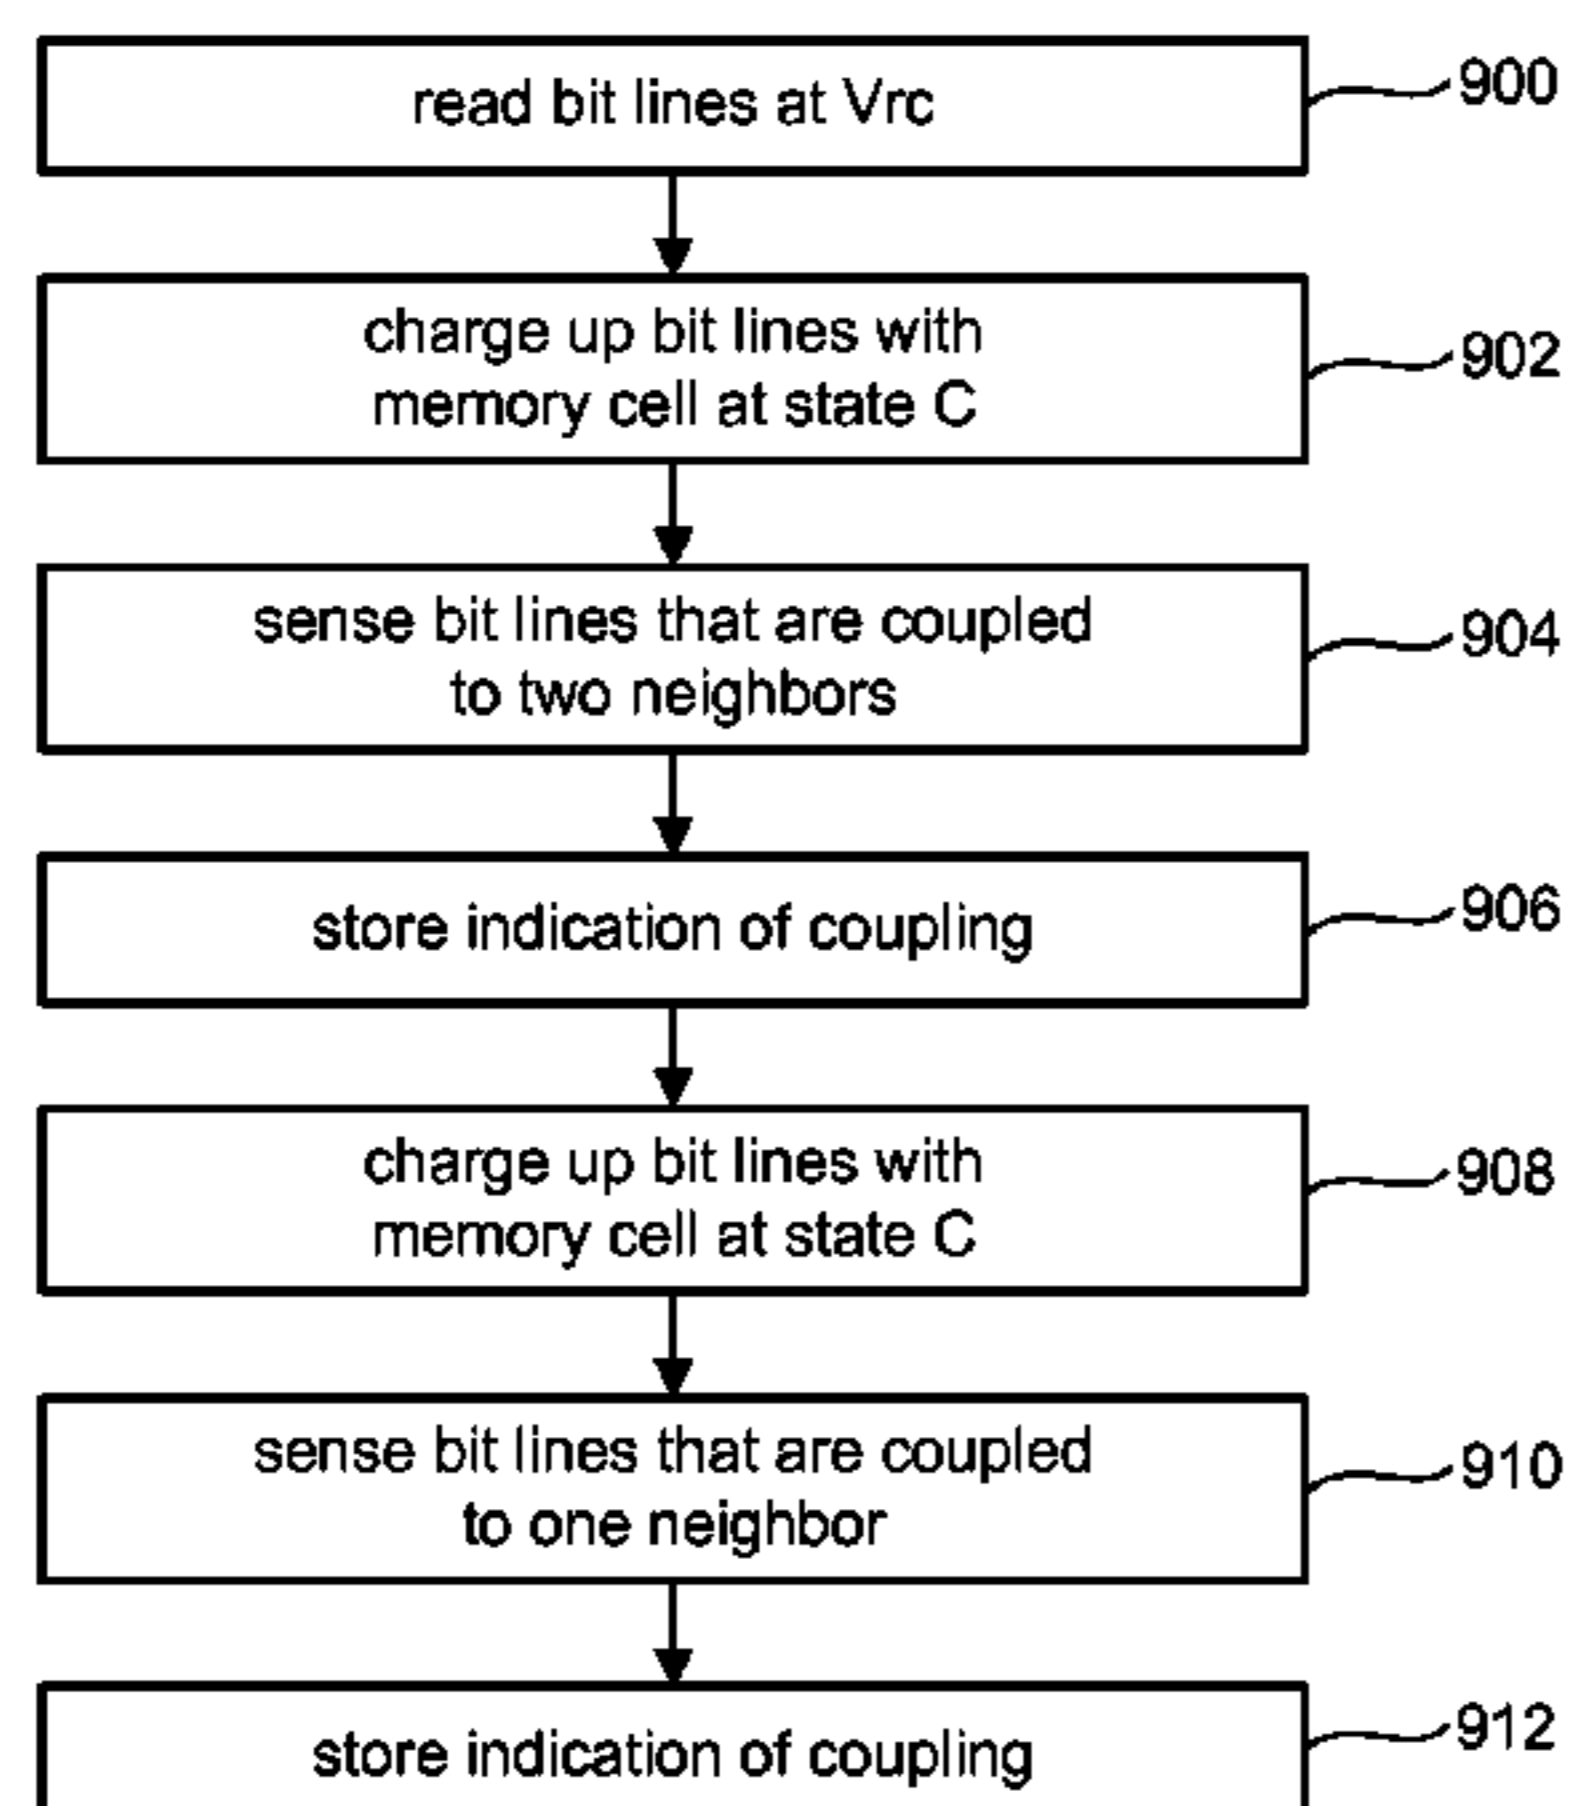 read bit lines at Vrc
900
charge up bit lines with
memory cell at state C
902
sense bit lines that are coupled
to two neighbors
904
store indication of coupling
906
charge up bit lines with
memory cell at state C
908
sense bit lines that are coupled
to one neighbor
910
store indication of coupling
912